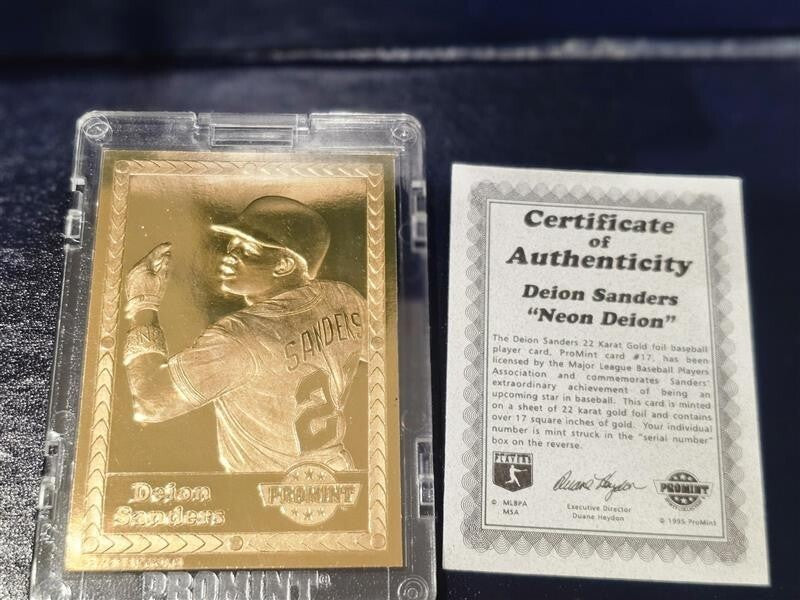 SANDERS
2
Deion
Sanders
PROMINT
PROMINT®
Certificate
of
Authenticity
Deion Sanders
"Neon Deion"
The Deion Sanders 22 Karat Gold foil baseball
player card, ProMint card #17, has been
licensed by the Major League Baseball Players
Association and commemorates Sanders'
extraordinary achievement of being an
upcoming star in baseball. This card is minted
on a sheet of 22 karat gold foil and contains
over 17 square inches of gold. Your individual
number is mint struck in the "serial number"
box on the reverse.
PLAYERS
© MLBPA
MSA
Duane Heydon
Executive Director
Duane Heydon
PROMINT
© 1995 ProMint